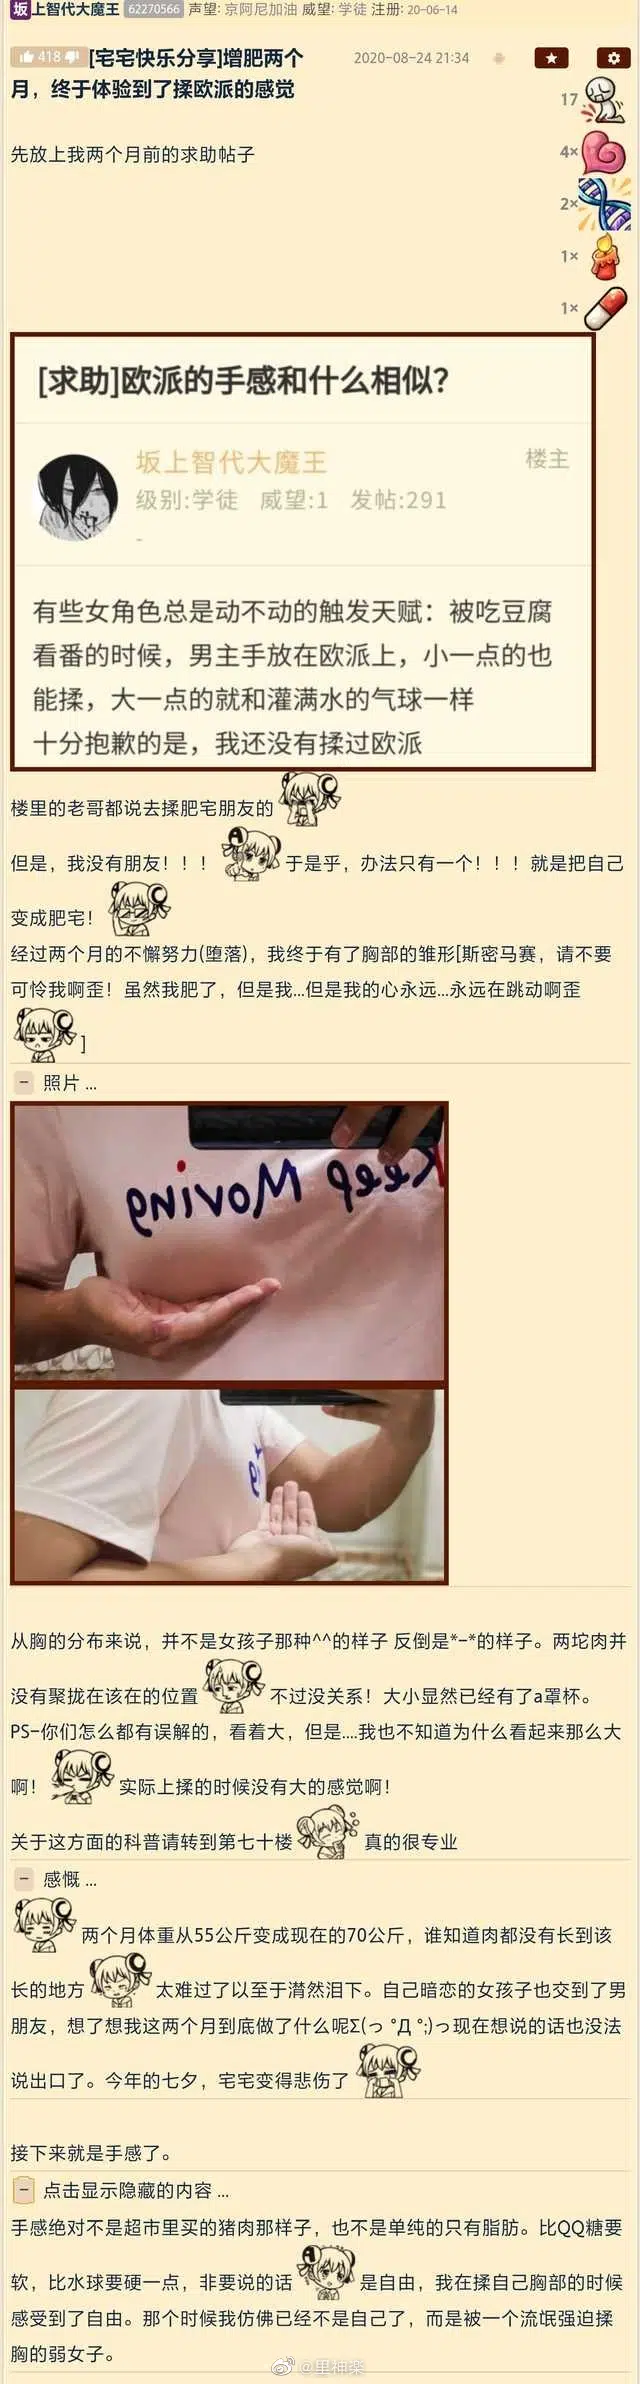 坂上智代大魔王 62270566 声望: 京阿尼加油 威望: 学徒 注册: 20-06-14
418 [宅宅快乐分享]增肥两个
月，终于体验到了揉欧派的感觉
2020-08-24 21:34
17
先放上我两个月前的求助帖子
4×
2×
1×
1×
[求助]欧派的手感和什么相似?
坂上智代大魔王
楼主
级别:学徒 威望:1 发帖:291
-
有些女角色总是动不动的触发天赋：被吃豆腐
看番的时候，男主手放在欧派上，小一点的也
能揉，大一点的就和灌满水的气球一样
十分抱歉的是，我还没有揉过欧派
楼里的老哥都说去揉肥宅朋友的
但是，我没有朋友！！！ 于是乎，办法只有一个！！！就是把自己
变成肥宅！
经过两个月的不懈努力(堕落)，我终于有了胸部的雏形[斯密马赛，请不要
可怜我啊歪！虽然我肥了，但是我...但是我的心永远...永远在跳动啊歪
]
照片 ...
Keep Moving
从胸的分布来说，并不是女孩子那种^^的样子 反倒是*-*的样子。两坨肉并
没有聚拢在该在的位置 不过没关系！大小显然已经有了a罩杯。
PS-你们怎么都有误解的，看着大，但是....我也不知道为什么看起来那么大
啊！ 实际上揉的时候没有大的感觉啊！
关于这方面的科普请转到第七十楼 真的很专业
感慨 ...
两个月体重从55公斤变成现在的70公斤，谁知道肉都没有长到该
长的地方 太难过了以至于潸然泪下。自己暗恋的女孩子也交到了男
朋友，想了想我这两个月到底做了什么呢Σ(っ °Д °;)っ现在想说的话也没法
说出口了。今年的七夕，宅宅变得悲伤了
接下来就是手感了。
点击显示隐藏的内容 ...
手感绝对不是超市里买的猪肉那样子，也不是单纯的只有脂肪。比QQ糖要
软，比水球要硬一点，非要说的话 是自由，我在揉自己胸部的时候
感受到了自由。那个时候我仿佛已经不是自己了，而是被一个流氓强迫揉
胸的弱女子。
@里神楽